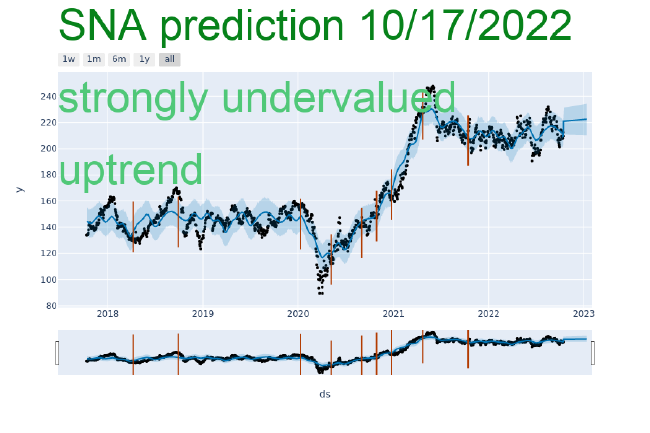 SNA prediction 10/17/2022
1w 1m 6m 1y all
strongly undervalued
uptrend
y
240
220
200
180
160
140
120
100
80
2018 2019 2020 2021 2022 2023
ds